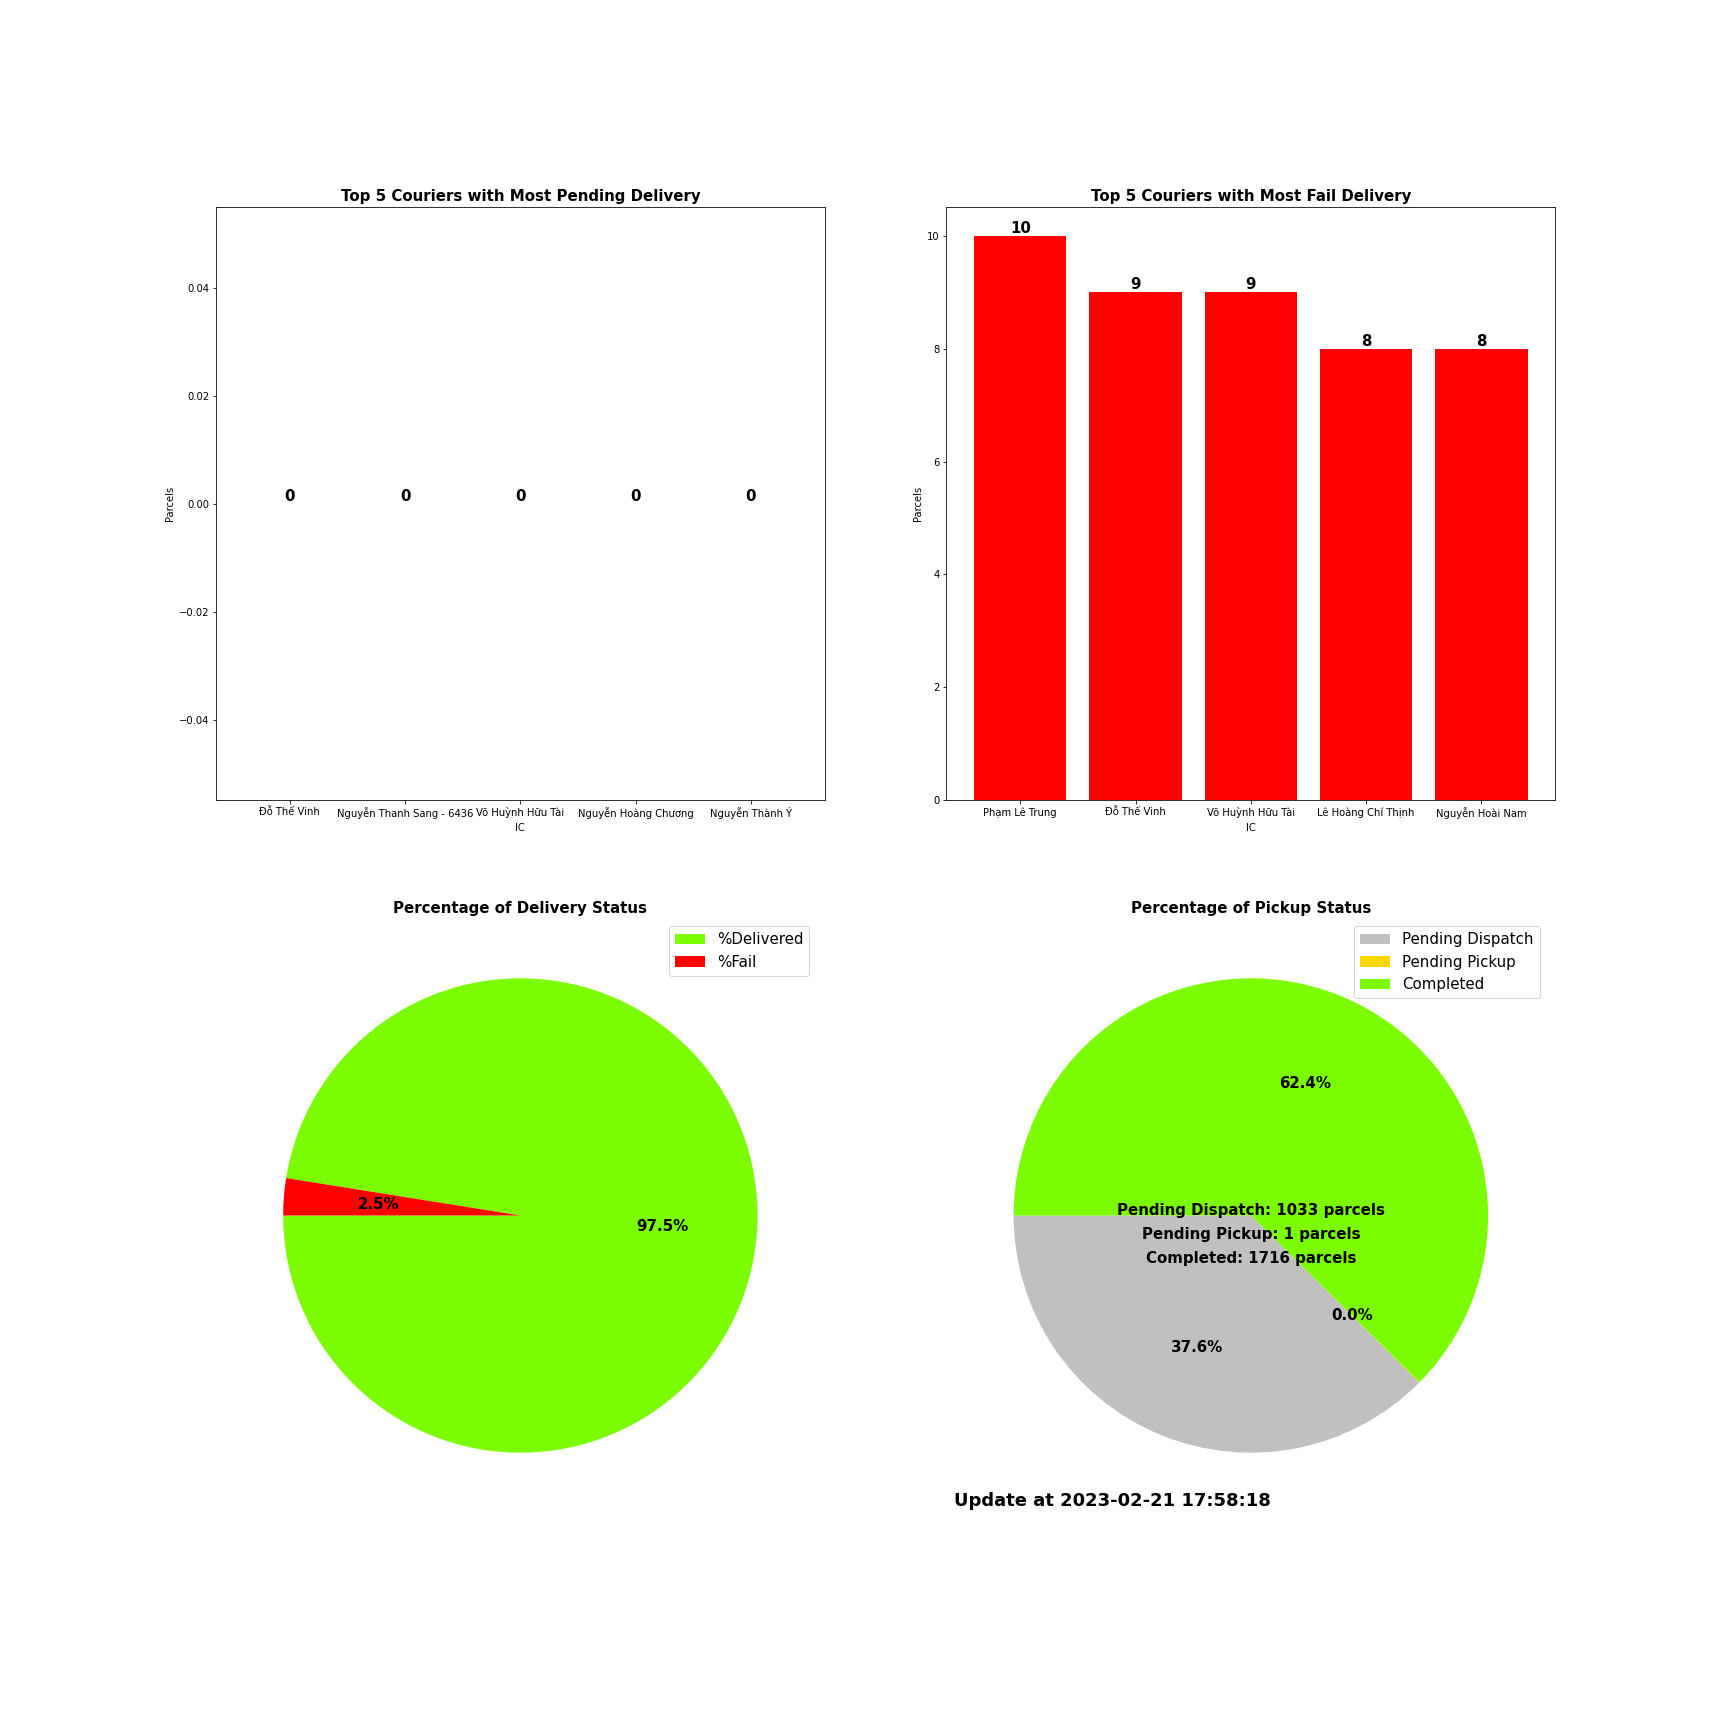 Top 5 Couriers with Most Pending Delivery
0.04
0.02
0.00
−0.02
−0.04
Parcels
0 0 0 0 0
Đỗ Thế Vinh Nguyễn Thanh Sang - 6436 Võ Huỳnh Hữu Tài Nguyễn Hoàng Chương Nguyễn Thành Ý
IC
Top 5 Couriers with Most Fail Delivery
10
8
6
4
2
0
Parcels
10 9 9 8 8
Phạm Lê Trung Đỗ Thế Vinh Võ Huỳnh Hữu Tài Lê Hoàng Chí Thịnh Nguyễn Hoài Nam
IC
Percentage of Delivery Status
%Delivered
%Fail
2.5%
97.5%
Percentage of Pickup Status
Pending Dispatch
Pending Pickup
Completed
62.4%
Pending Dispatch: 1033 parcels
Pending Pickup: 1 parcels
Completed: 1716 parcels
0.0%
37.6%
Update at 2023-02-21 17:58:18